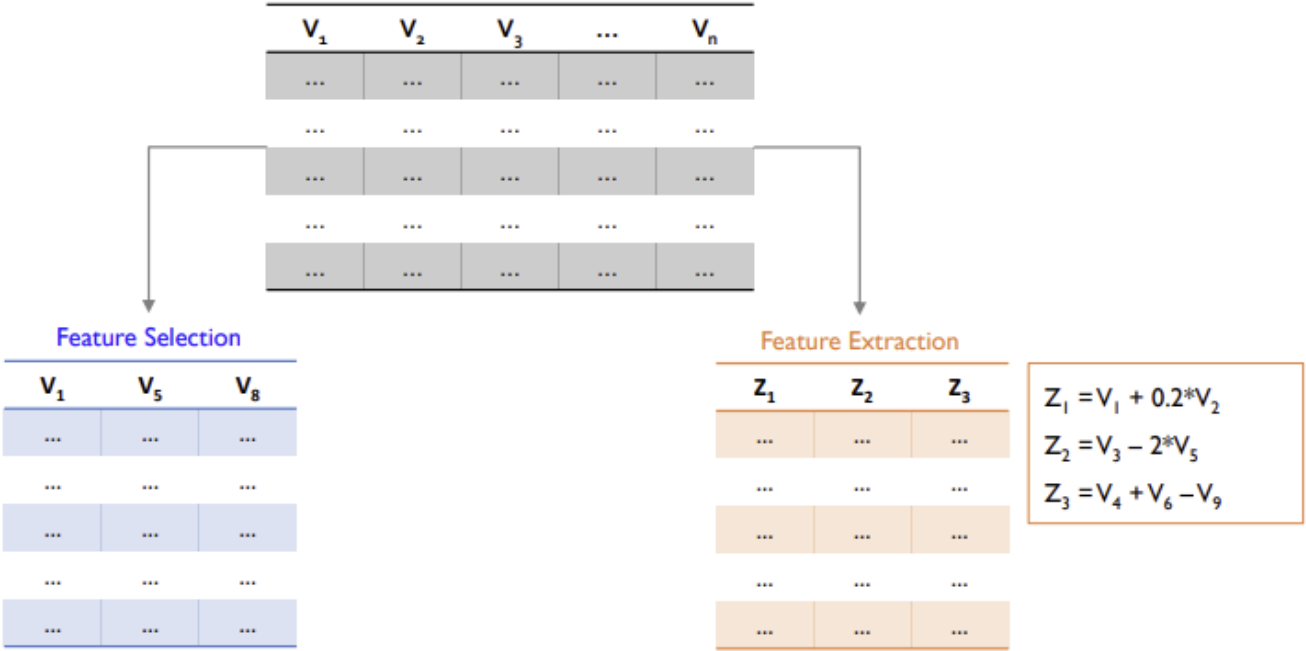 V₁ V₂ V₃ ... Vₙ
... ... ... ... ...
... ... ... ... ...
... ... ... ... ...
... ... ... ... ...
... ... ... ... ...
Feature Selection
V₁ V₅ V₈
... ... ...
... ... ...
... ... ...
... ... ...
... ... ...
Feature Extraction
Z₁ Z₂ Z₃
... ... ...
... ... ...
... ... ...
... ... ...
... ... ...
Z₁ = V₁ + 0.2*V₂
Z₂ = V₃ – 2*V₅
Z₃ = V₄ + V₆ – V₉